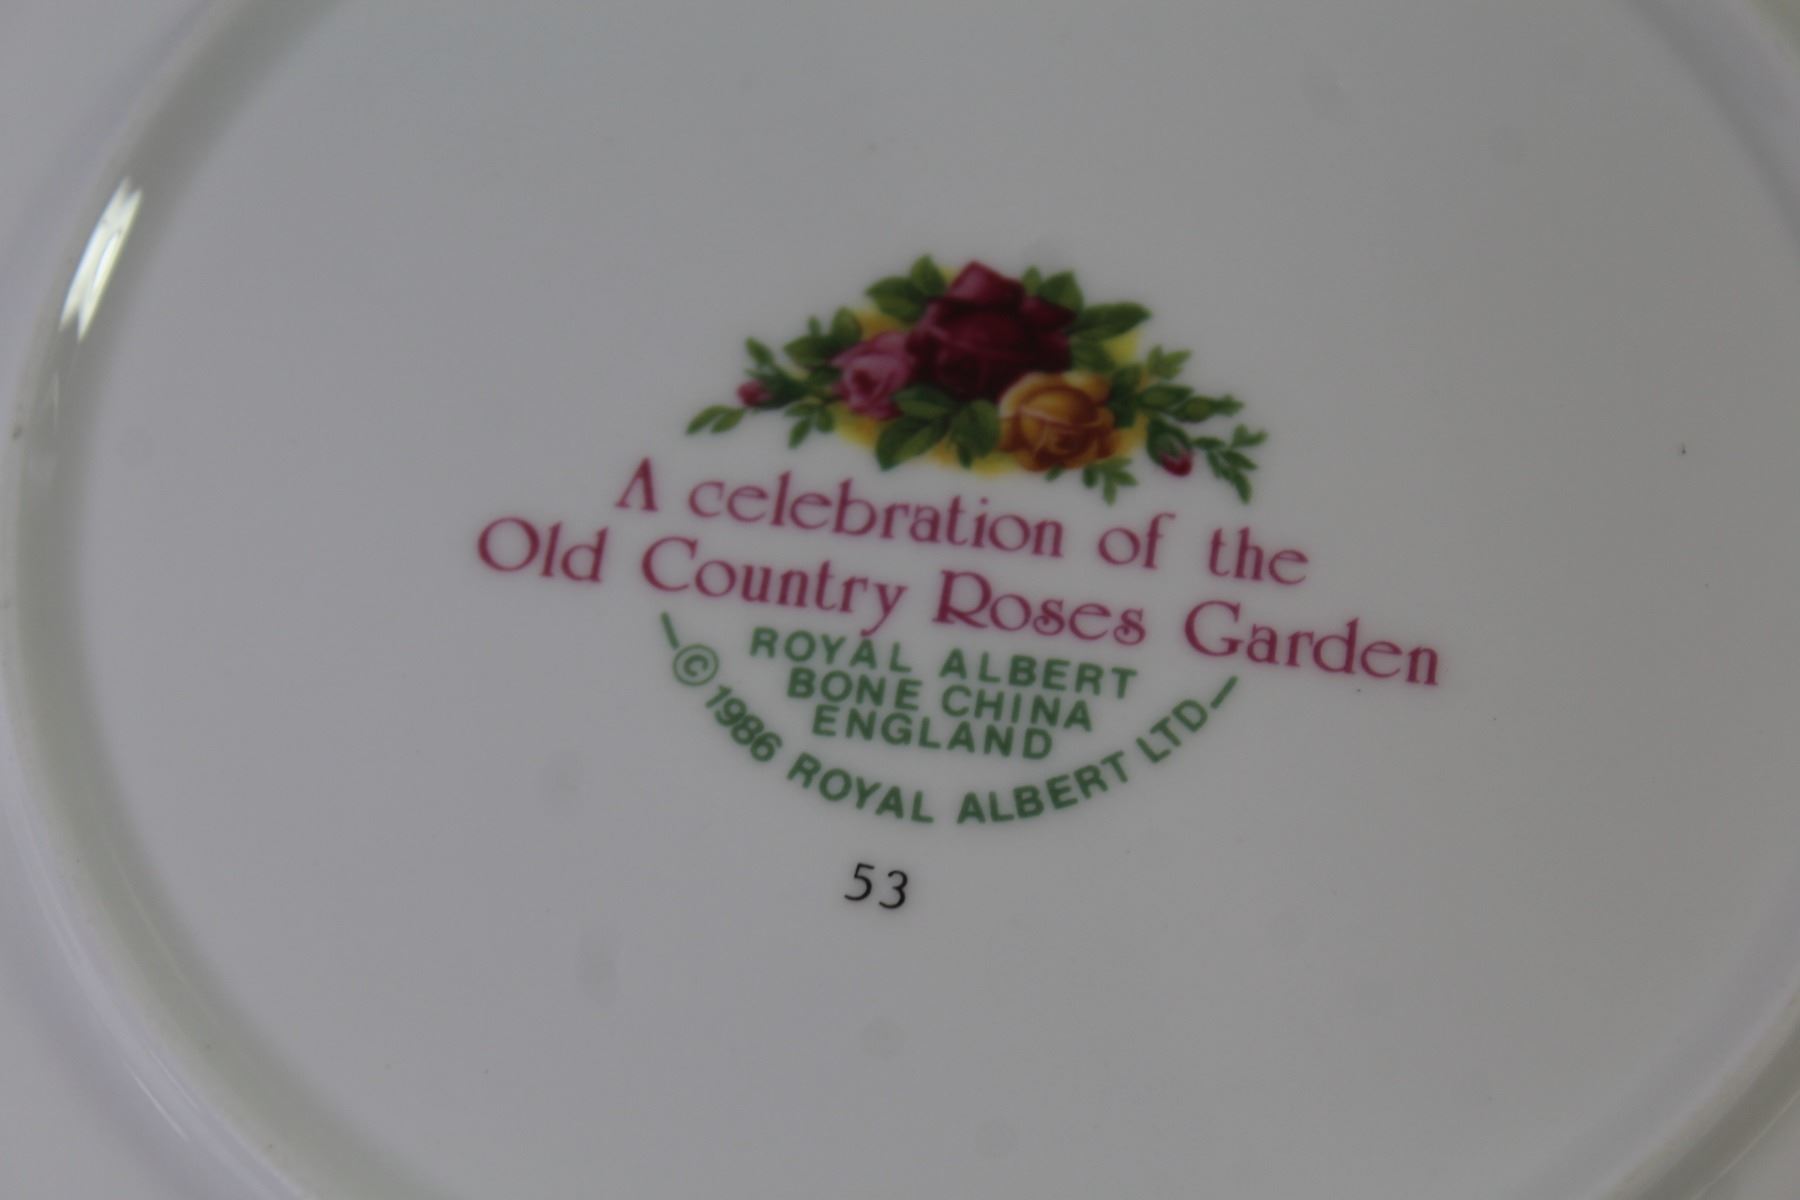 A celebration of the
Old Country Roses Garden
ROYAL ALBERT
BONE CHINA
ENGLAND
© 1986 ROYAL ALBERT LTD
53